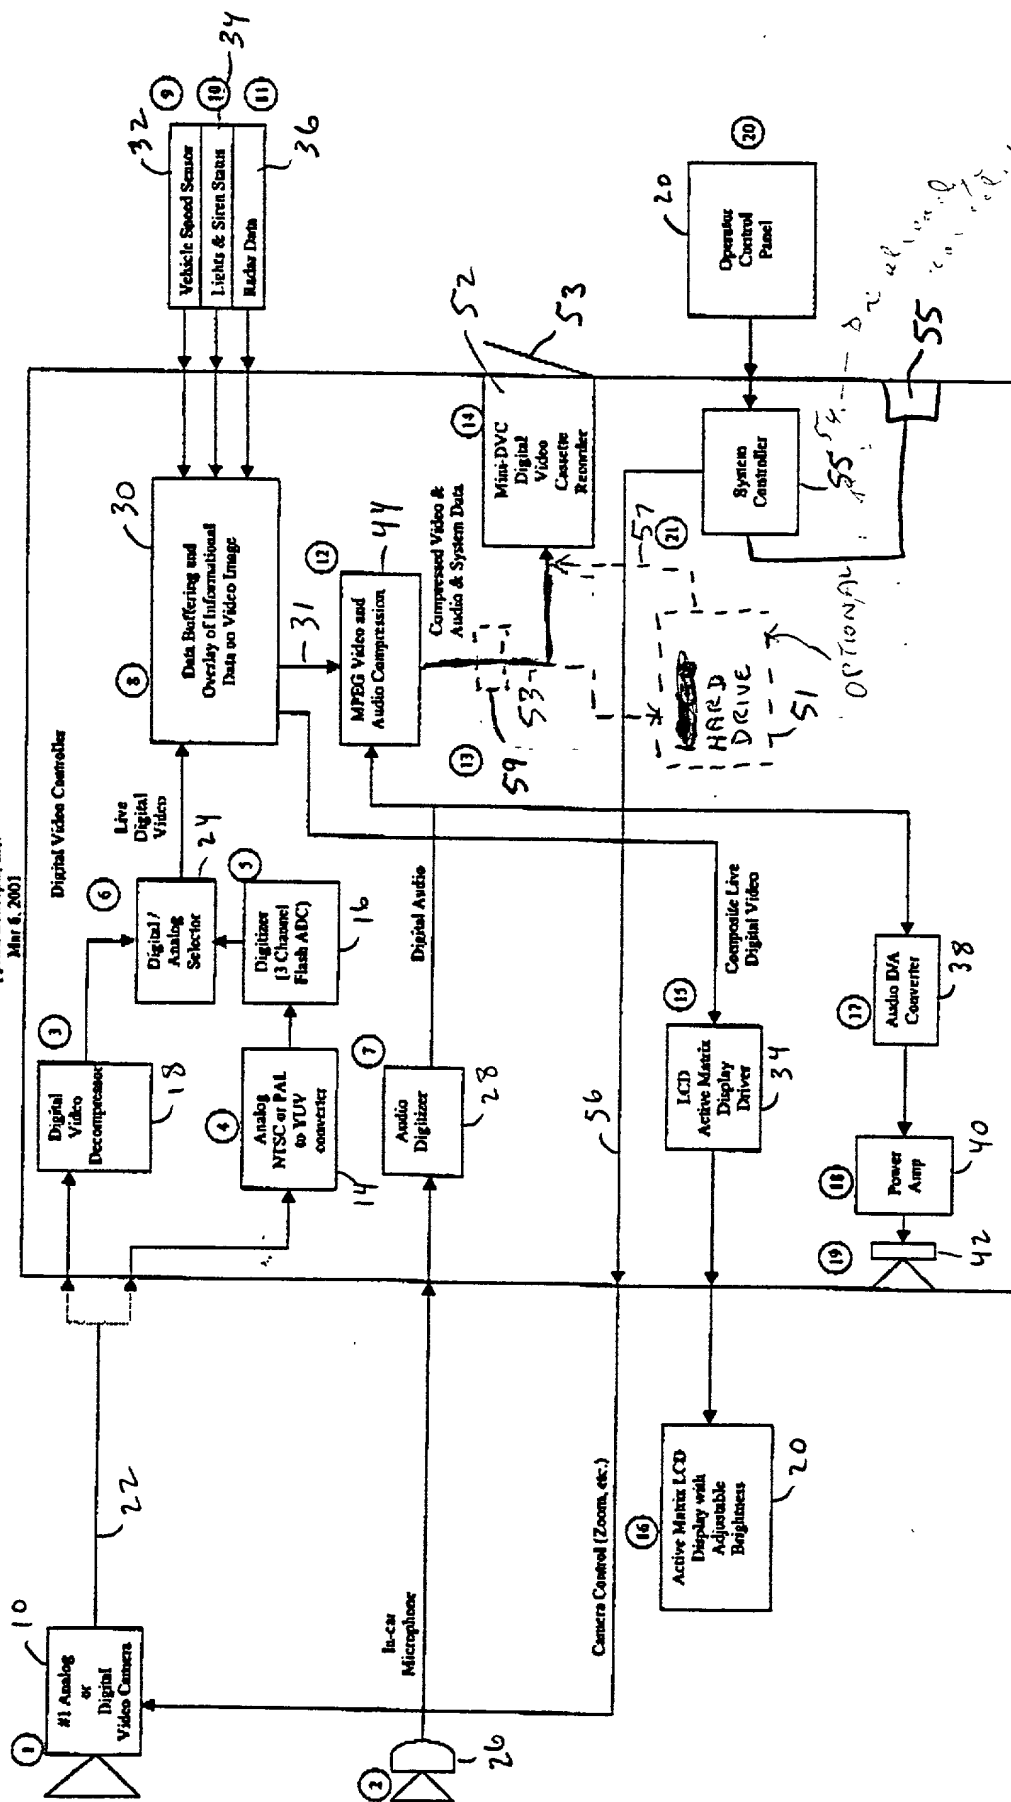 Mar 6, 2001
Digital Video Controller
1
10
#1 Analog
or
Digital
Video Camera
22
2
26
In-car
Microphone
3
Digital
Video
Decompressor
18
4
Analog
NTSC or PAL
to YUV
converter
14
5
Digitizer
[3 Channel
Flash ADC)
16
6
Digital /
Analog
Selector
24
Live
Digital
Video
7
Audio
Digitizer
28
Digital Audio
8
Data Buffering and
Overlay of Informational
Data on Video Image
30
31
9
Vehicle Speed Sensor
32
10
Lights & Siren Status
34
11
Radar Data
36
12
MPEG Video and
Audio Compression
44
13
59
53
Compressed Video &
Audio & System Data
14
Mini-DVC
Digital
Video
Cassette
Recorder
52
53
57
HARD
DRIVE
51
OPTIONAL
21
System
Controller
55
54
55
20
Operator
Control
Panel
20
56
Camera Control (Zoom, etc.)
15
LCD
Active Matrix
Display
Driver
34
Composite Live
Digital Video
16
Active Matrix LCD
Display with
Adjustable
Brightness
20
17
Audio D/A
Converter
38
18
Power
Amp
40
19
42